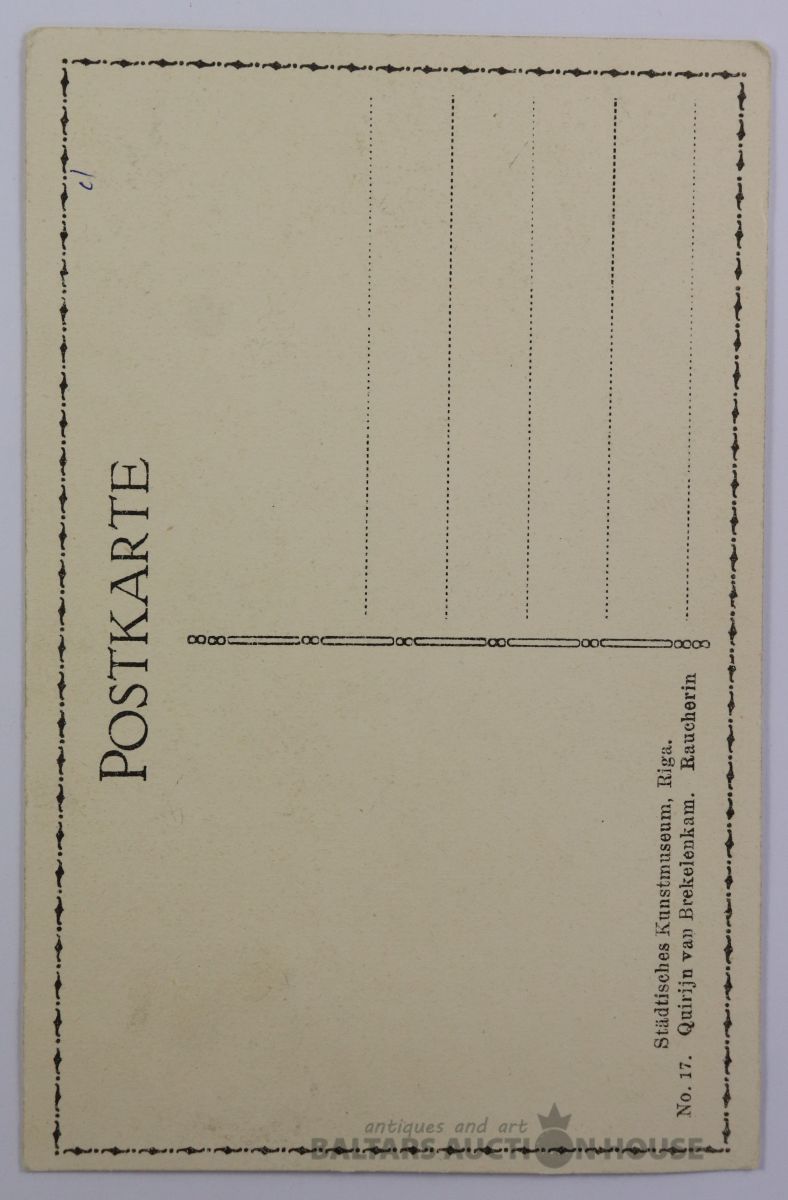 POSTKARTE
Städtisches Kunstmuseum, Riga.
No. 17. Quirijn van Brekelenkam. Raucherin
antiques and art
BALTARS AUCTION HOUSE